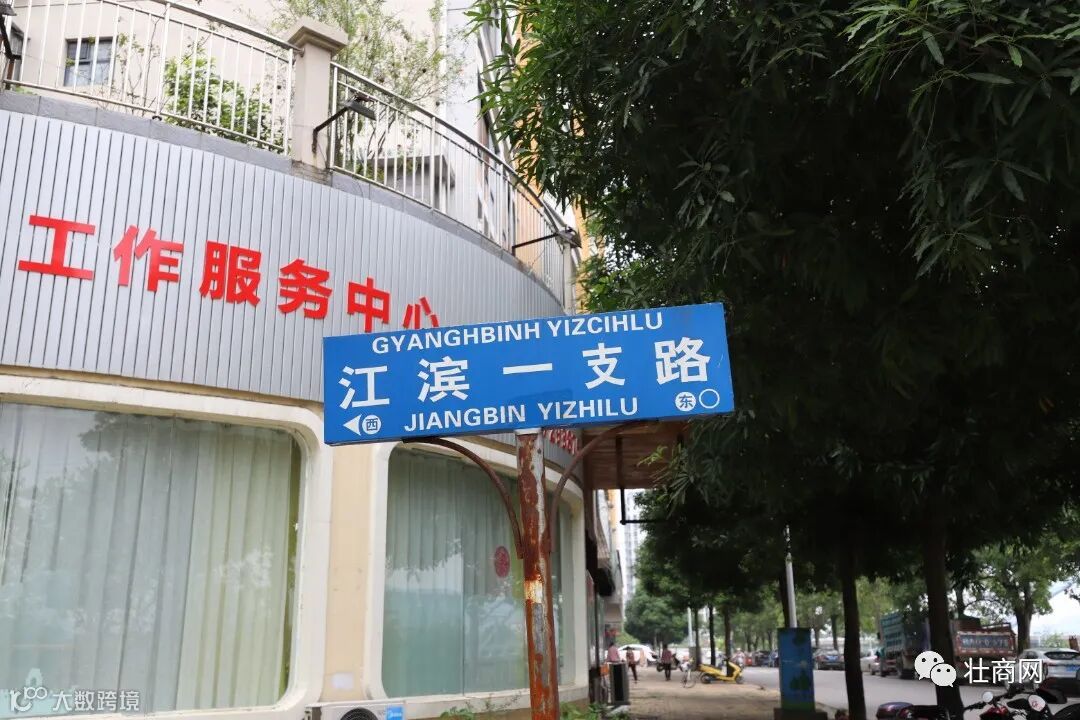 工作服务中心
GYANGHBINH YIZCIHLU
江滨一支路
西
东
JIANGBIN YIZHILU
壮商网
大数跨境